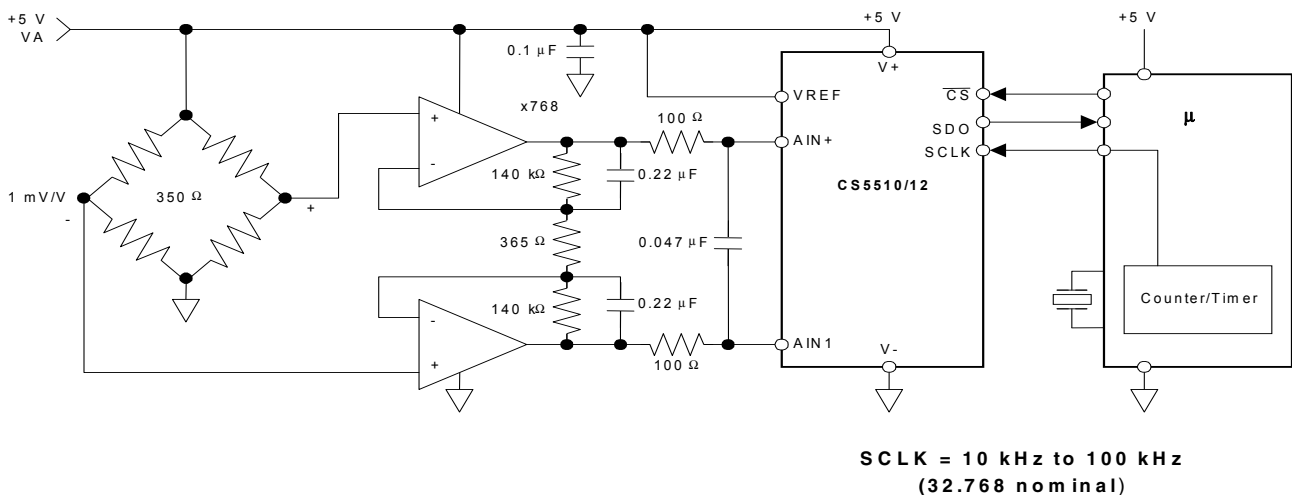 +5 V
VA
0.1 µF
x768
+5 V
V+
VREF
AIN+
CS
SDO
SCLK
CS5510/12
+5 V
µ
+
-
100 Ω
140 kΩ
0.22 µF
1 mV/V
-
350 Ω
+
365 Ω
0.047 µF
Counter/Timer
140 kΩ
0.22 µF
-
+
100 Ω
AIN1
V-
SCLK = 10 kHz to 100 kHz
(32.768 nominal)